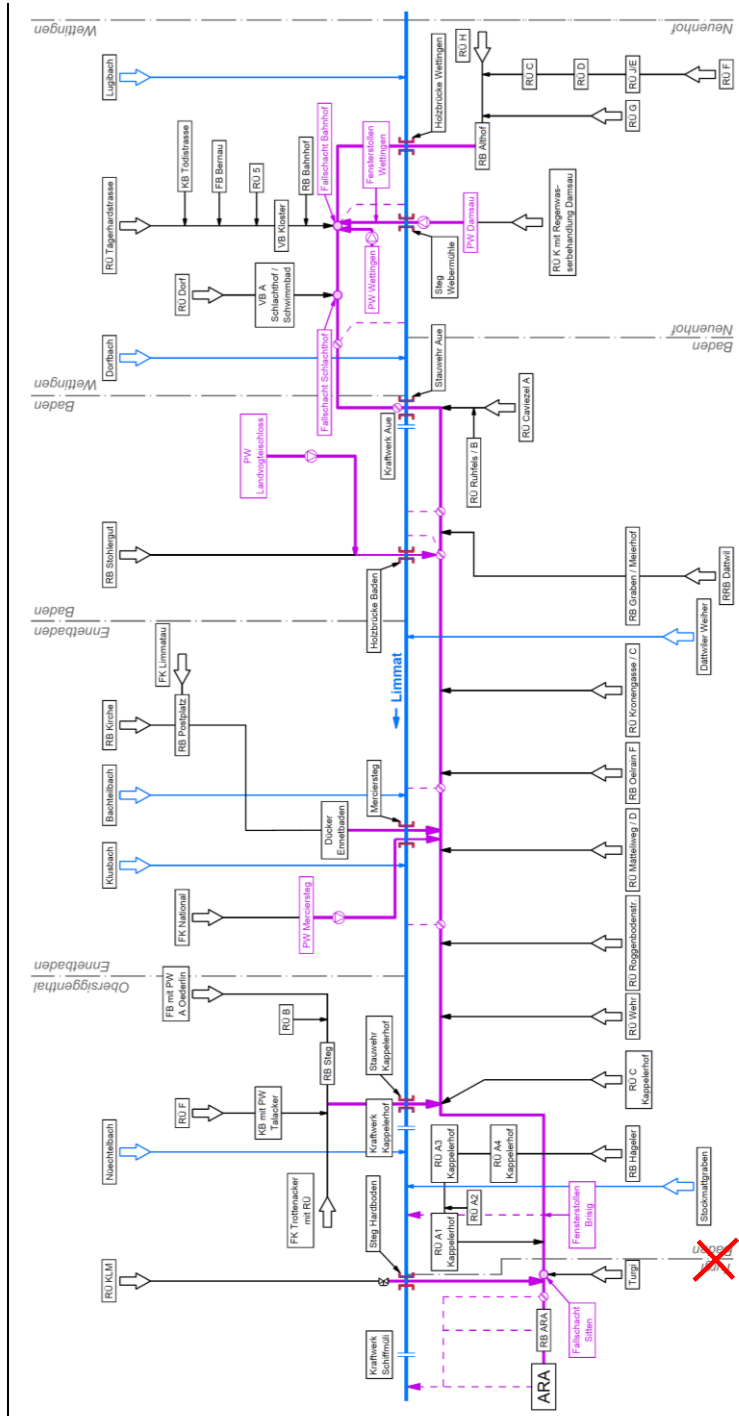 Wettingen
Neuenhof
Lugibach
KB Tödistrasse
FB Bernau
RÜ 5
RB Bahnhof
RÜ Tägerhardstrasse
VB Kloster
RÜ Dorf
VB A
Schlachthof /
Schwimmbad
Dorfbach
Fallschacht Bahnhof
Fensterstollen
Wettingen
PW Wettingen
Fallschacht Schlachthof
Holzbrücke Wettingen
Steg
Webermühle
PW Damsau
RÜ K mit Regenwas-
serbehandlung Damsau
RÜ H
RÜ C
RÜ D
RÜ J/E
RÜ F
RÜ G
RB Althof
Wettingen
Baden
Neuenhof
Baden
Stauwehr Aue
Kraftwerk Aue
RÜ Caviezel A
RÜ Ruhfels / B
PW
Landvogteischloss
RB Stohlergut
Holzbrücke Baden
RB Graben / Meierhof
RRB Dättwil
Baden
Ennetbaden
Dättwiler Weiher
Limmat
FK Limmatau
RB Kirche
RB Postplatz
RÜ Kronengasse / C
Bachteilbach
Merciersteg
RB Oelrain F
Dücker
Ennetbaden
Klusbach
RÜ Mätteliweg / D
FK National
PW Merciersteg
RÜ Roggenbodenstr.
Ennetbaden
Obersiggenthal
FB mit PW
A Oederlin
RÜ B
RB Steg
RÜ Wehr
Stauwehr
Kappelerhof
RÜ C
Kappelerhof
RÜ F
KB mit PW
Talacker
Kraftwerk
Kappelerhof
Nüechtelbach
RÜ A3
Kappelerhof
RÜ A4
Kappelerhof
RB Hägeler
RÜ A2
RÜ A1
Kappelerhof
Stockmattgraben
FK Trottenacker
mit RÜ
Steg Hardboden
Fensterstollen
Brisig
Baden
Turgi
RÜ KLM
Turgi
Fallschacht
Sitten
RB ARA
Kraftwerk
Schiffmüli
ARA